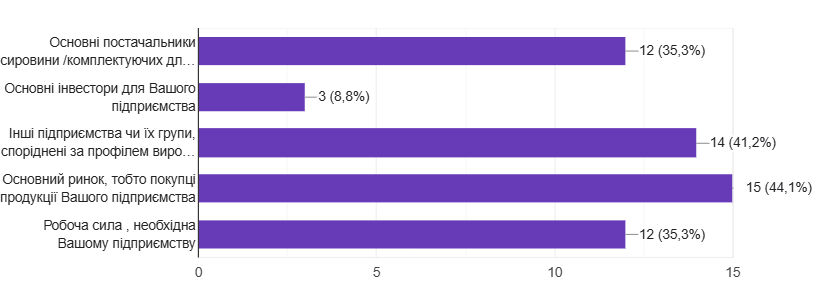 Основні постачальники
сировини /комплектуючих дл…
12 (35,3%)
Основні інвестори для Вашого
підприємства
3 (8,8%)
Інші підприємства чи їх групи,
споріднені за профілем виро…
14 (41,2%)
Основний ринок, тобто покупці
продукції Вашого підприємства
15 (44,1%)
Робоча сила , необхідна
Вашому підприємству
12 (35,3%)
0 5 10 15